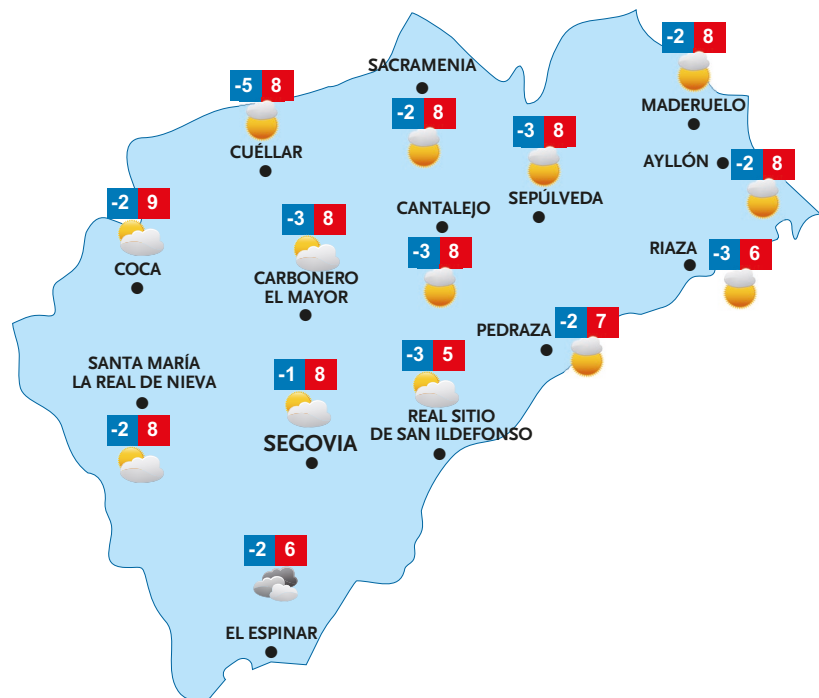 -2 8
MADERUELO
SACRAMENIA
-2 8
-5 8
CUÉLLAR
-3 8
SEPÚLVEDA
AYLLÓN
-2 8
-2 9
COCA
-3 8
CARBONERO
EL MAYOR
CANTALEJO
-3 8
RIAZA
-3 6
PEDRAZA
-2 7
SANTA MARÍA
LA REAL DE NIEVA
-2 8
-1 8
SEGOVIA
-3 5
REAL SITIO
DE SAN ILDEFONSO
-2 6
EL ESPINAR